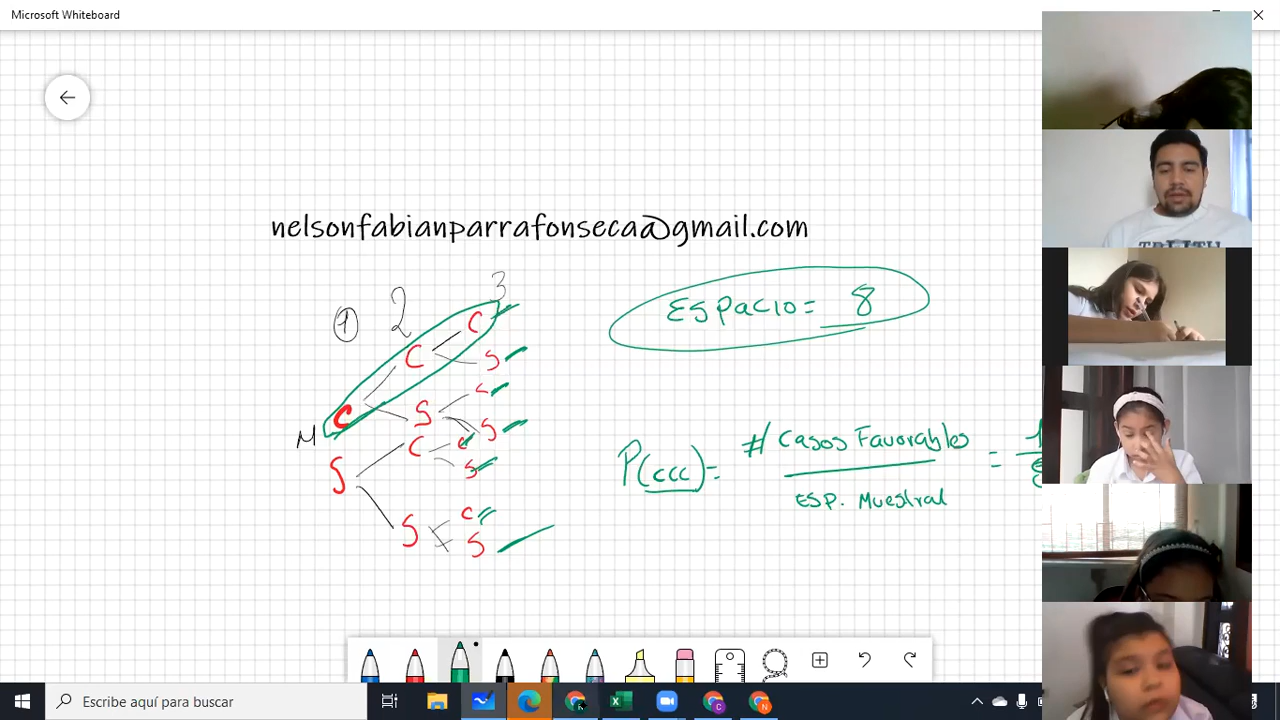 Microsoft Whiteboard
nelsonfabianparrafonseca@gmail.com
1 2 3
Espacio= 8
C C
C S
C S C
M S
S C C
S
S C
S
P(ccc)= # Casos Favorables =
Esp. Muestral
TRUTH
Escribe aquí para buscar